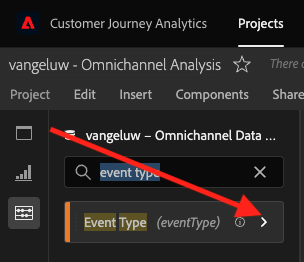 Customer Journey Analytics Projects
vangeluw - Omnichannel Analysis There
Project Edit Insert Components Share
vangeluw – Omnichannel Data ...
event type
Event Type (eventType)